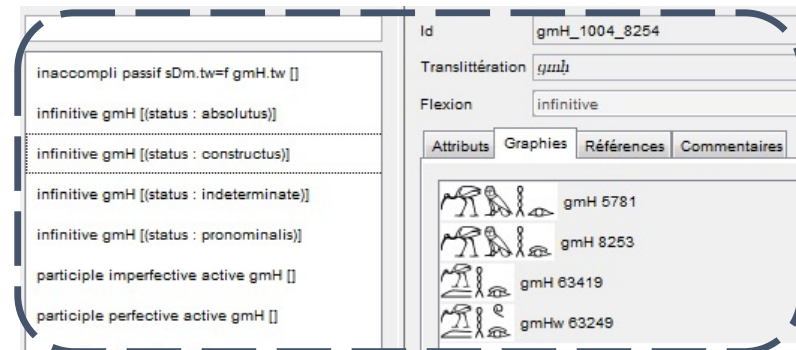 inaccompli passif sDm.tw=f gmH.tw []
infinitive gmH [(status : absolutus)]
infinitive gmH [(status : constructus)]
infinitive gmH [(status : indeterminate)]
infinitive gmH [(status : pronominalis)]
participle imperfective active gmH []
participle perfective active gmH []
Id gmH_1004_8254
Translittération gmḥ
Flexion infinitive
Attributs Graphies Références Commentaires
gmH 5781
gmH 8253
gmH 63419
gmHw 63249